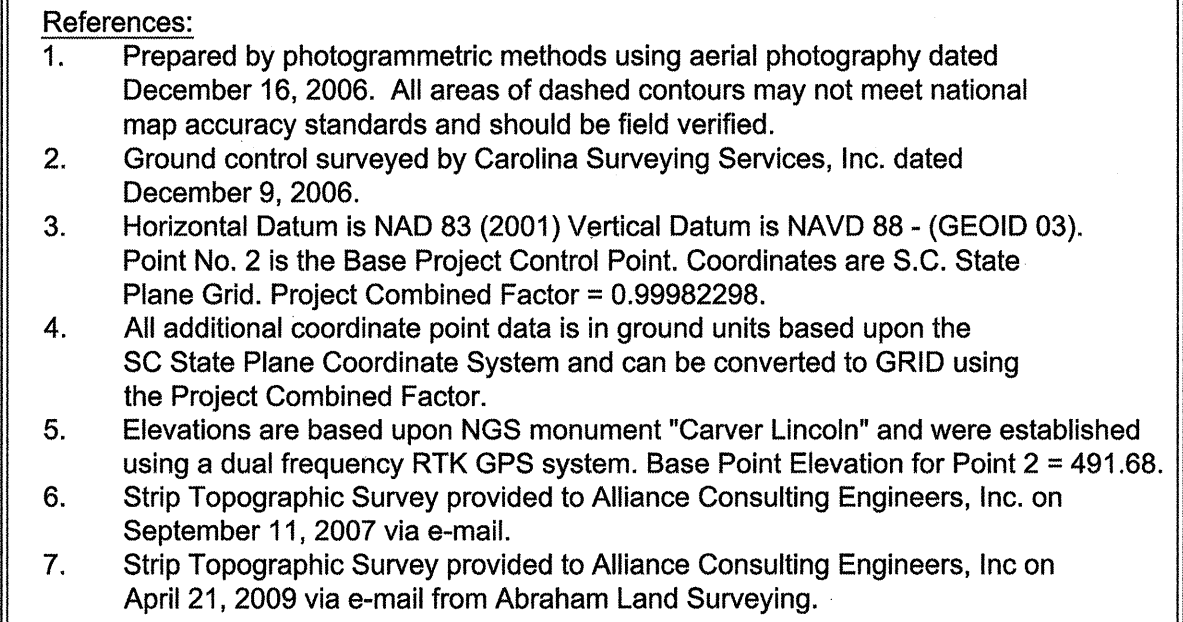 References:
1. Prepared by photogrammetric methods using aerial photography dated
December 16, 2006. All areas of dashed contours may not meet national
map accuracy standards and should be field verified.
2. Ground control surveyed by Carolina Surveying Services, Inc. dated
December 9, 2006.
3. Horizontal Datum is NAD 83 (2001) Vertical Datum is NAVD 88 - (GEOID 03).
Point No. 2 is the Base Project Control Point. Coordinates are S.C. State
Plane Grid. Project Combined Factor = 0.99982298.
4. All additional coordinate point data is in ground units based upon the
SC State Plane Coordinate System and can be converted to GRID using
the Project Combined Factor.
5. Elevations are based upon NGS monument "Carver Lincoln" and were established
using a dual frequency RTK GPS system. Base Point Elevation for Point 2 = 491.68.
6. Strip Topographic Survey provided to Alliance Consulting Engineers, Inc. on
September 11, 2007 via e-mail.
7. Strip Topographic Survey provided to Alliance Consulting Engineers, Inc on
April 21, 2009 via e-mail from Abraham Land Surveying.